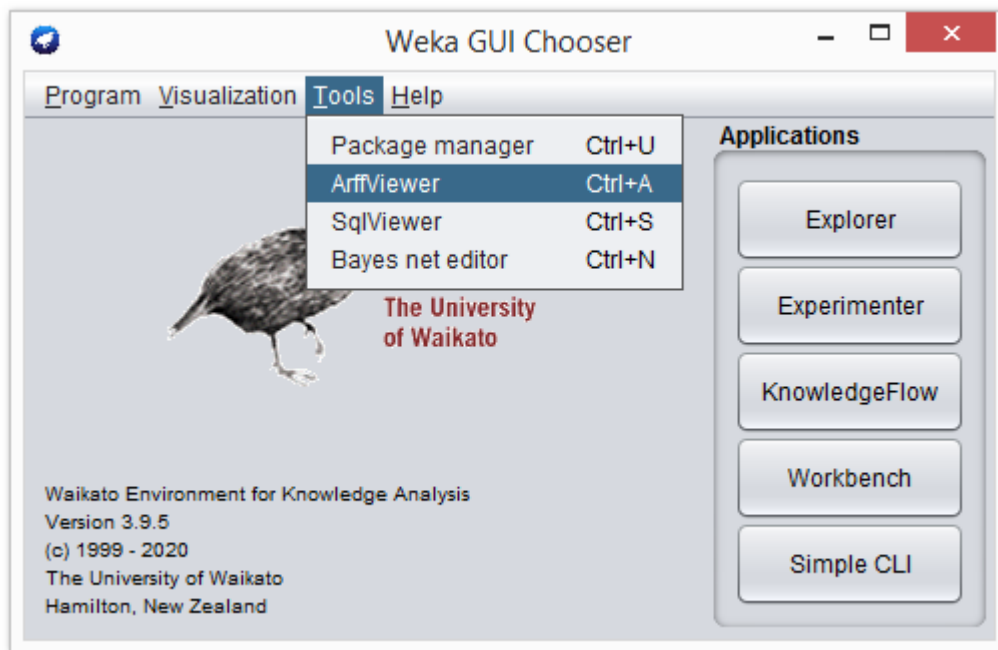 Weka GUI Chooser
Program Visualization Tools Help
Package manager Ctrl+U
ArffViewer Ctrl+A
SqlViewer Ctrl+S
Bayes net editor Ctrl+N
The University
of Waikato
Waikato Environment for Knowledge Analysis
Version 3.9.5
(c) 1999 - 2020
The University of Waikato
Hamilton, New Zealand
Applications
Explorer
Experimenter
KnowledgeFlow
Workbench
Simple CLI